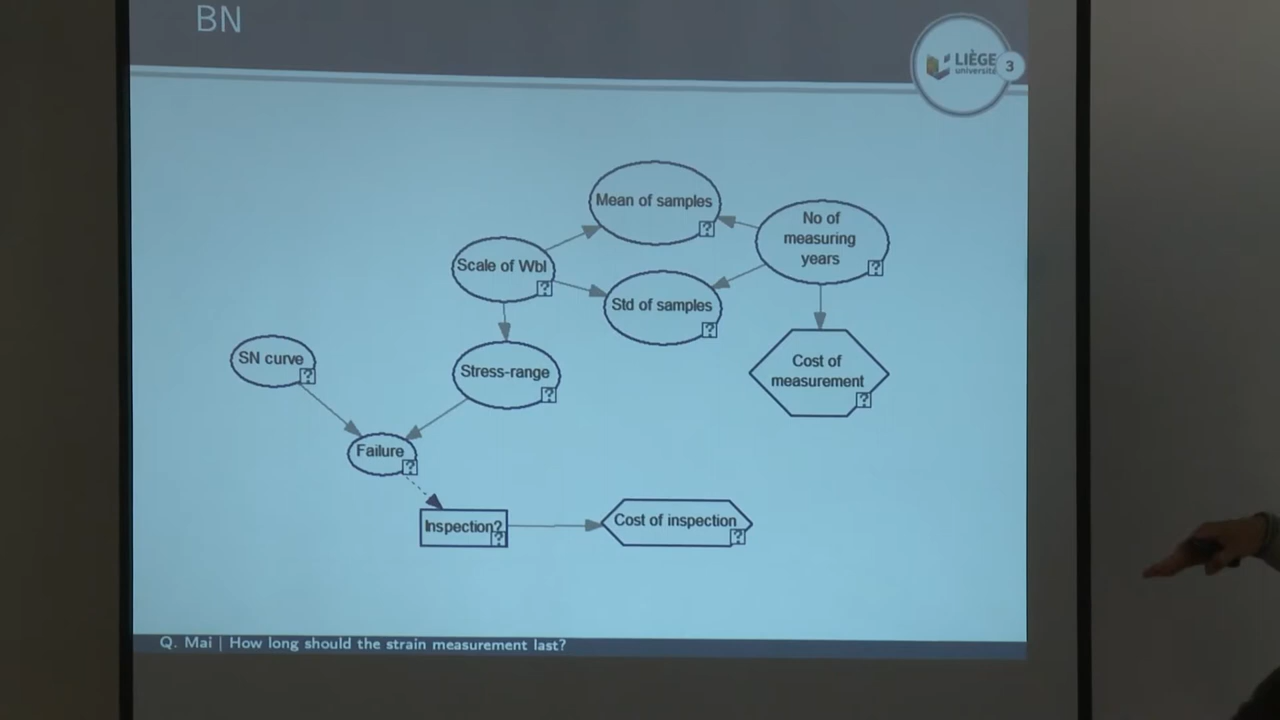 BN
LIÈGE
université
3
Mean of samples
?
No of
measuring
years
?
Scale of Wbl
?
Std of samples
?
SN curve
?
Stress-range
?
Cost of
measurement
?
Failure
?
Inspection?
?
Cost of inspection
?
Q. Mai | How long should the strain measurement last?